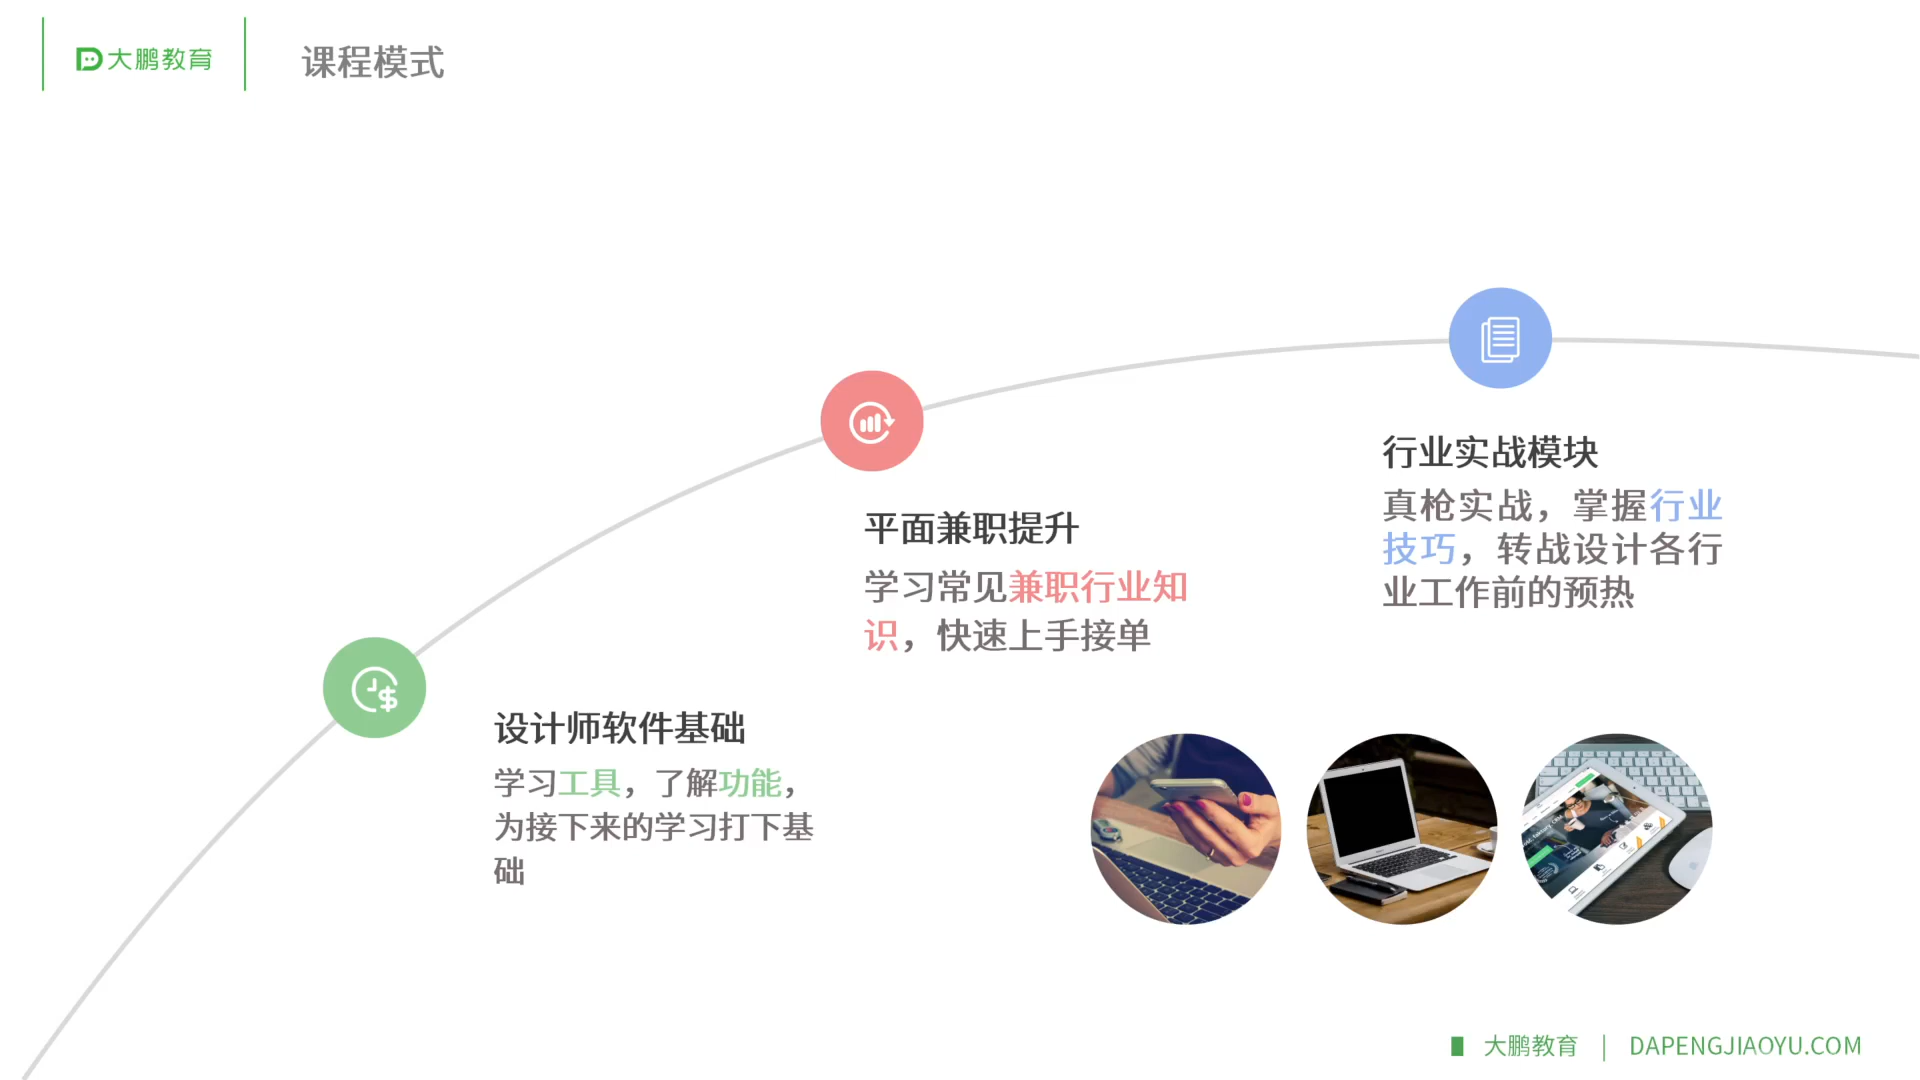 大鹏教育
课程模式
行业实战模块
真枪实战，掌握行业
技巧，转战设计各行
业工作前的预热
平面兼职提升
学习常见兼职行业知
识，快速上手接单
设计师软件基础
学习工具，了解功能，
为接下来的学习打下基
础
大鹏教育 | DAPENGJIAOYU.COM